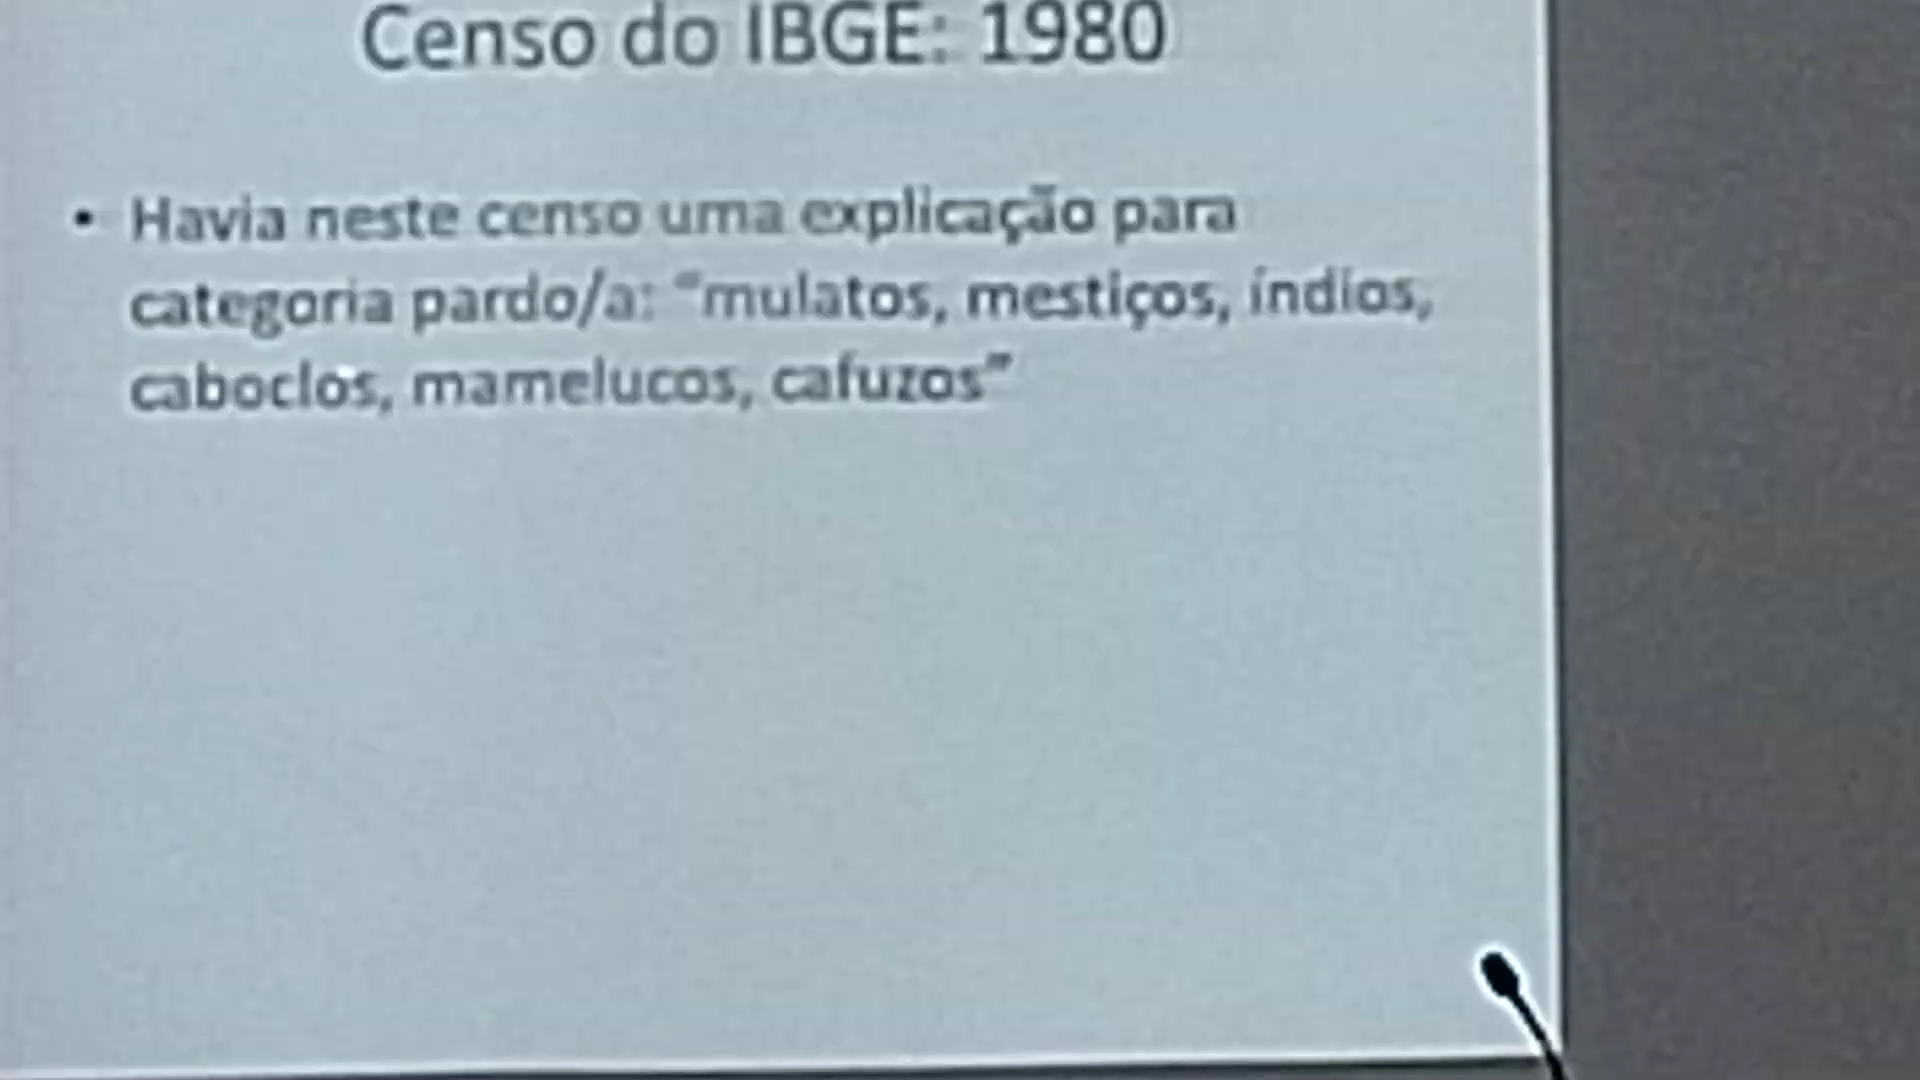 Censo do IBGE: 1980
• Havia neste censo uma explicação para
categoria pardo/a: “mulatos, mestiços, índios,
caboclos, mamelucos, cafuzos”